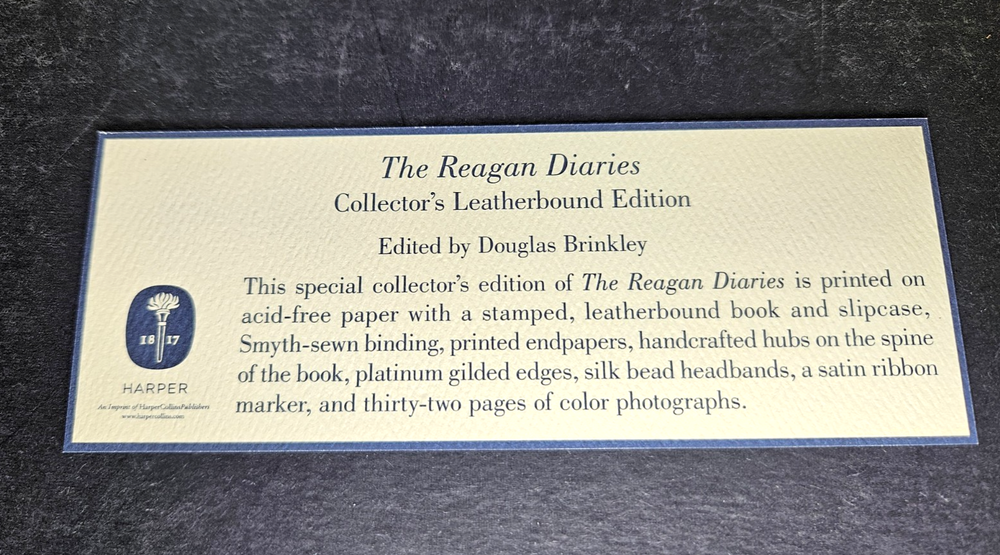 The Reagan Diaries
Collector's Leatherbound Edition
Edited by Douglas Brinkley
This special collector's edition of The Reagan Diaries is printed on
acid-free paper with a stamped, leatherbound book and slipcase,
Smyth-sewn binding, printed endpapers, handcrafted hubs on the spine
of the book, platinum gilded edges, silk bead headbands, a satin ribbon
marker, and thirty-two pages of color photographs.
18 17
HARPER
An Imprint of HarperCollinsPublishers
www.harpercollins.com